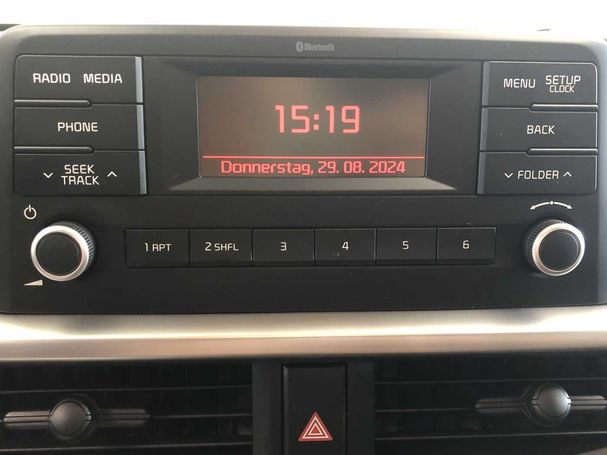 Bluetooth
RADIO MEDIA
MENU SETUP
CLOCK
15:19
PHONE
BACK
Donnerstag, 29. 08. 2024
SEEK
TRACK
FOLDER
1 RPT 2 SHFL 3 4 5 6